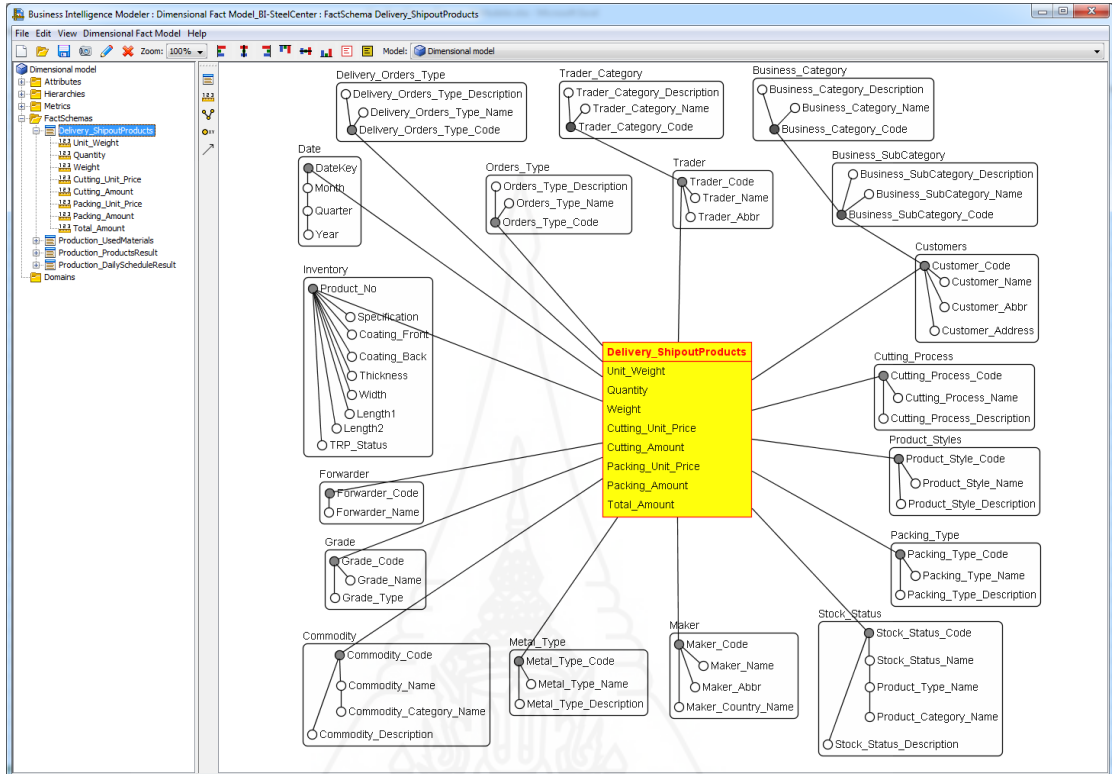 Business Intelligence Modeler : Dimensional Fact Model_BI-SteelCenter : FactSchema Delivery_ShipoutProducts
File Edit View Dimensional Fact Model Help
Zoom: 100% Model: Dimensional model
Dimensional model
Attributes
Hierarchies
Metrics
FactSchemas
Delivery_ShipoutProducts
Unit_Weight
Quantity
Weight
Cutting_Unit_Price
Cutting_Amount
Packing_Unit_Price
Packing_Amount
Total_Amount
Production_UsedMaterials
Production_ProductsResult
Production_DailyScheduleResult
Domains
Delivery_Orders_Type
Delivery_Orders_Type_Description
Delivery_Orders_Type_Name
Delivery_Orders_Type_Code
Trader_Category
Trader_Category_Description
Trader_Category_Name
Trader_Category_Code
Business_Category
Business_Category_Description
Business_Category_Name
Business_Category_Code
Date
DateKey
Month
Quarter
Year
Orders_Type
Orders_Type_Description
Orders_Type_Name
Orders_Type_Code
Trader
Trader_Code
Trader_Name
Trader_Abbr
Business_SubCategory
Business_SubCategory_Description
Business_SubCategory_Name
Business_SubCategory_Code
Customers
Customer_Code
Customer_Name
Customer_Abbr
Customer_Address
Inventory
Product_No
Specification
Coating_Front
Coating_Back
Thickness
Width
Length1
Length2
TRP_Status
Delivery_ShipoutProducts
Unit_Weight
Quantity
Weight
Cutting_Unit_Price
Cutting_Amount
Packing_Unit_Price
Packing_Amount
Total_Amount
Cutting_Process
Cutting_Process_Code
Cutting_Process_Name
Cutting_Process_Description
Product_Styles
Product_Style_Code
Product_Style_Name
Product_Style_Description
Forwarder
Forwarder_Code
Forwarder_Name
Grade
Grade_Code
Grade_Name
Grade_Type
Packing_Type
Packing_Type_Code
Packing_Type_Name
Packing_Type_Description
Commodity
Commodity_Code
Commodity_Name
Commodity_Category_Name
Commodity_Description
Metal_Type
Metal_Type_Code
Metal_Type_Name
Metal_Type_Description
Maker
Maker_Code
Maker_Name
Maker_Abbr
Maker_Country_Name
Stock_Status
Stock_Status_Code
Stock_Status_Name
Product_Type_Name
Product_Category_Name
Stock_Status_Description